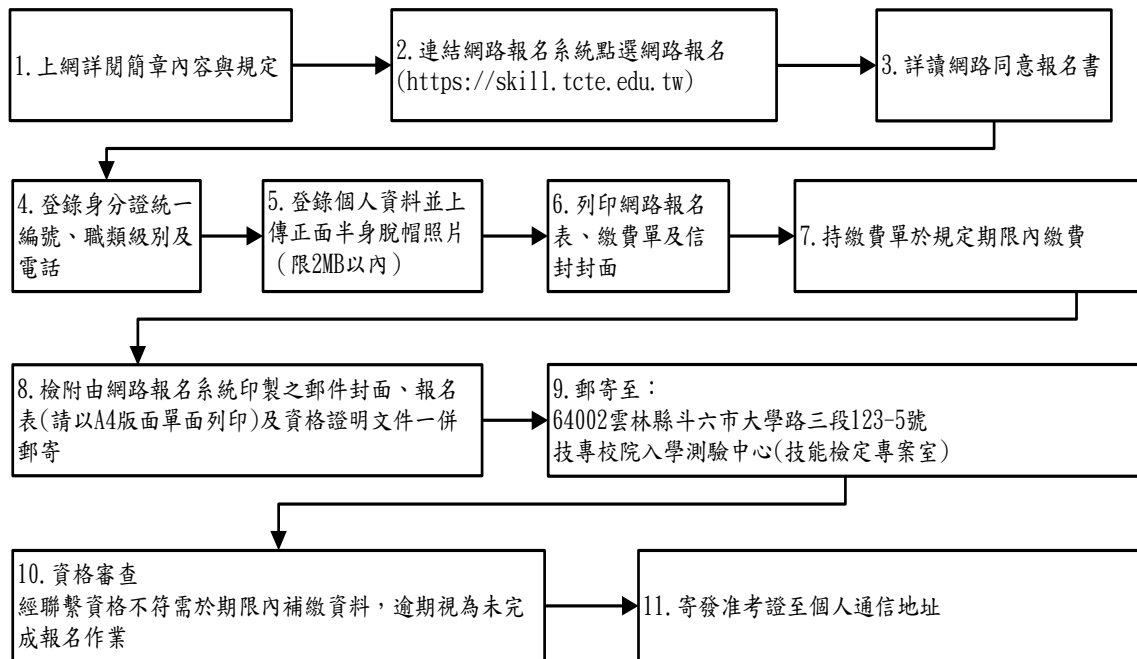 1.上網詳閱簡章內容與規定
2.連結網路報名系統點選網路報名
(https://skill.tcte.edu.tw)
3.詳讀網路同意報名書
4.登錄身分證統一
編號、職類級別及
電話
5.登錄個人資料並上
傳正面半身脫帽照片
（限2MB以內）
6.列印網路報名
表、繳費單及信
封封面
7.持繳費單於規定期限內繳費
8.檢附由網路報名系統印製之郵件封面、報名
表(請以A4版面單面列印)及資格證明文件一併
郵寄
9.郵寄至：
64002雲林縣斗六市大學路三段123-5號
技專校院入學測驗中心(技能檢定專案室)
10.資格審查
經聯繫資格不符需於期限內補繳資料，逾期視為未完
成報名作業
11.寄發准考證至個人通信地址